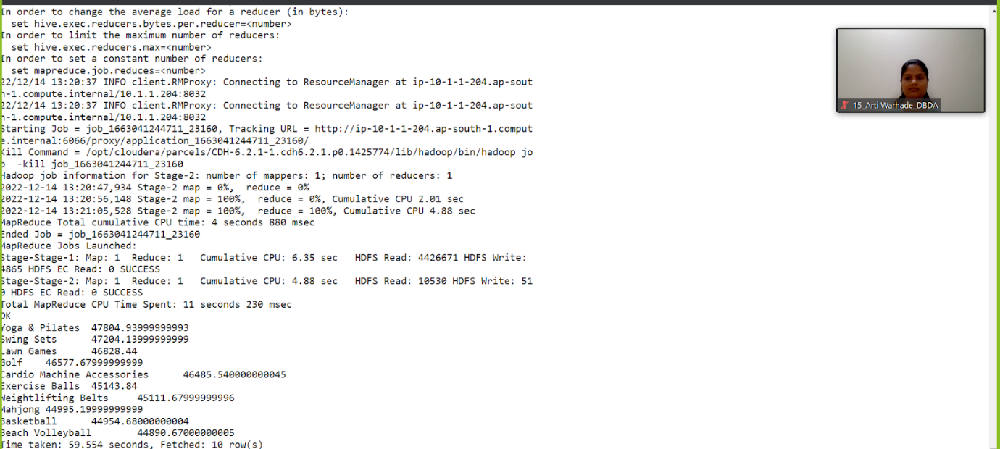 In order to change the average load for a reducer (in bytes):
  set hive.exec.reducers.bytes.per.reducer=<number>
In order to limit the maximum number of reducers:
  set hive.exec.reducers.max=<number>
In order to set a constant number of reducers:
  set mapreduce.job.reduces=<number>
22/12/14 13:20:37 INFO client.RMProxy: Connecting to ResourceManager at ip-10-1-1-204.ap-sout
h-1.compute.internal/10.1.1.204:8032
22/12/14 13:20:37 INFO client.RMProxy: Connecting to ResourceManager at ip-10-1-1-204.ap-sout
h-1.compute.internal/10.1.1.204:8032
Starting Job = job_1663041244711_23160, Tracking URL = http://ip-10-1-1-204.ap-south-1.comput
e.internal:6066/proxy/application_1663041244711_23160/
Kill Command = /opt/cloudera/parcels/CDH-6.2.1-1.cdh6.2.1.p0.1425774/lib/hadoop/bin/hadoop jo
b  -kill job_1663041244711_23160
Hadoop job information for Stage-2: number of mappers: 1; number of reducers: 1
2022-12-14 13:20:47,934 Stage-2 map = 0%,  reduce = 0%
2022-12-14 13:20:56,148 Stage-2 map = 100%,  reduce = 0%, Cumulative CPU 2.01 sec
2022-12-14 13:21:05,528 Stage-2 map = 100%,  reduce = 100%, Cumulative CPU 4.88 sec
MapReduce Total cumulative CPU time: 4 seconds 880 msec
Ended Job = job_1663041244711_23160
MapReduce Jobs Launched:
Stage-Stage-1: Map: 1  Reduce: 1   Cumulative CPU: 6.35 sec   HDFS Read: 4426671 HDFS Write:
4865 HDFS EC Read: 0 SUCCESS
Stage-Stage-2: Map: 1  Reduce: 1   Cumulative CPU: 4.88 sec   HDFS Read: 10530 HDFS Write: 51
0 HDFS EC Read: 0 SUCCESS
Total MapReduce CPU Time Spent: 11 seconds 230 msec
OK
Yoga & Pilates  47804.93999999993
Swing Sets      47204.13999999999
Lawn Games      46828.44
Golf    46577.67999999999
Cardio Machine Accessories      46485.540000000045
Exercise Balls  45143.84
Weightlifting Belts     45111.67999999996
Mahjong 44995.19999999999
Basketball      44954.68000000004
Beach Volleyball        44890.67000000005
Time taken: 59.554 seconds, Fetched: 10 row(s)
15_Arti Warhade_DBDA